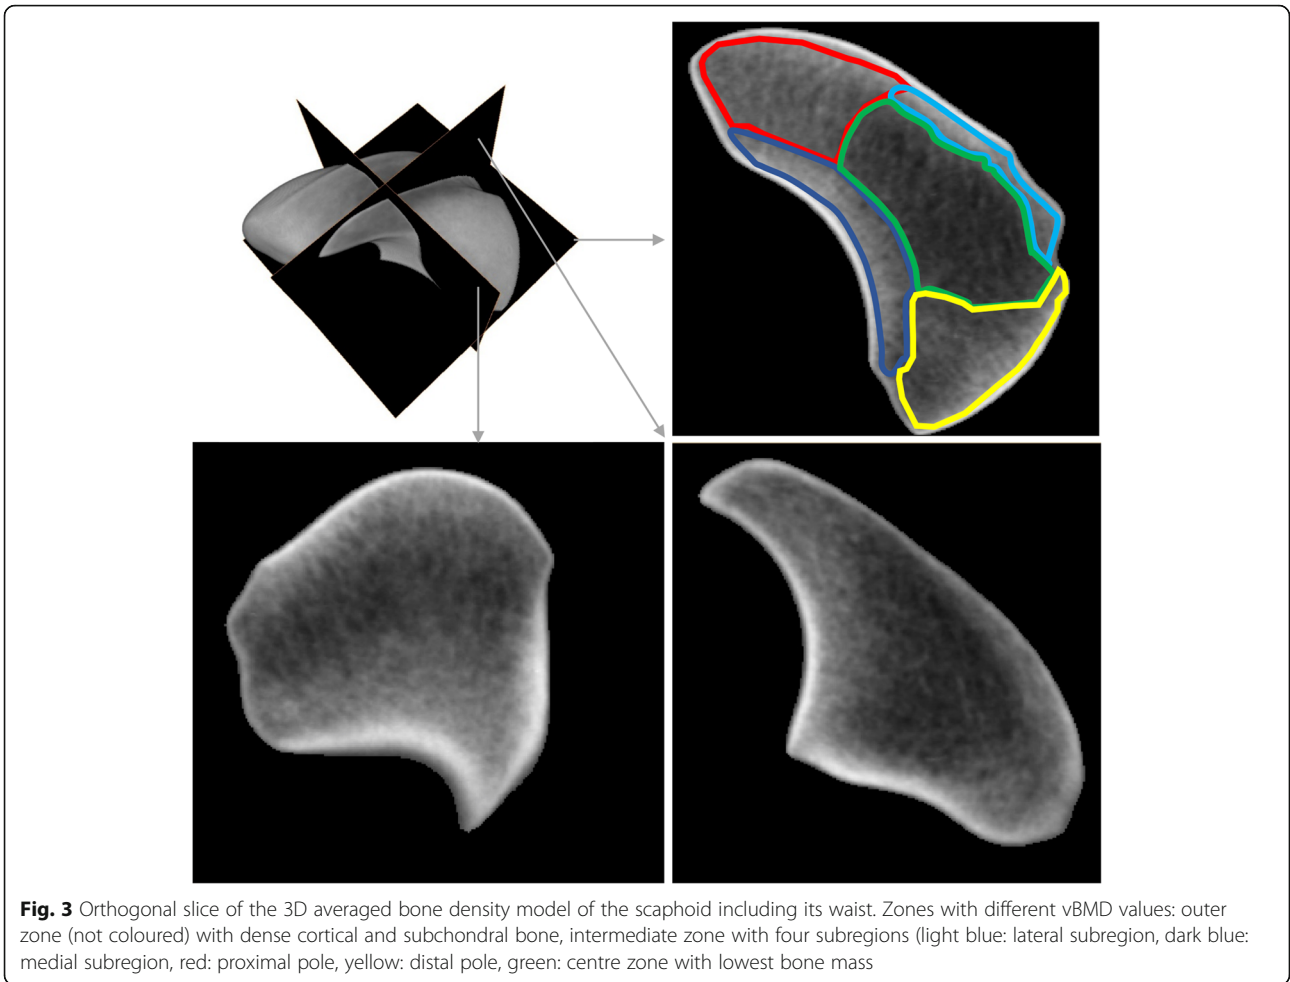 Fig. 3 Orthogonal slice of the 3D averaged bone density model of the scaphoid including its waist. Zones with different vBMD values: outer
zone (not coloured) with dense cortical and subchondral bone, intermediate zone with four subregions (light blue: lateral subregion, dark blue:
medial subregion, red: proximal pole, yellow: distal pole, green: centre zone with lowest bone mass